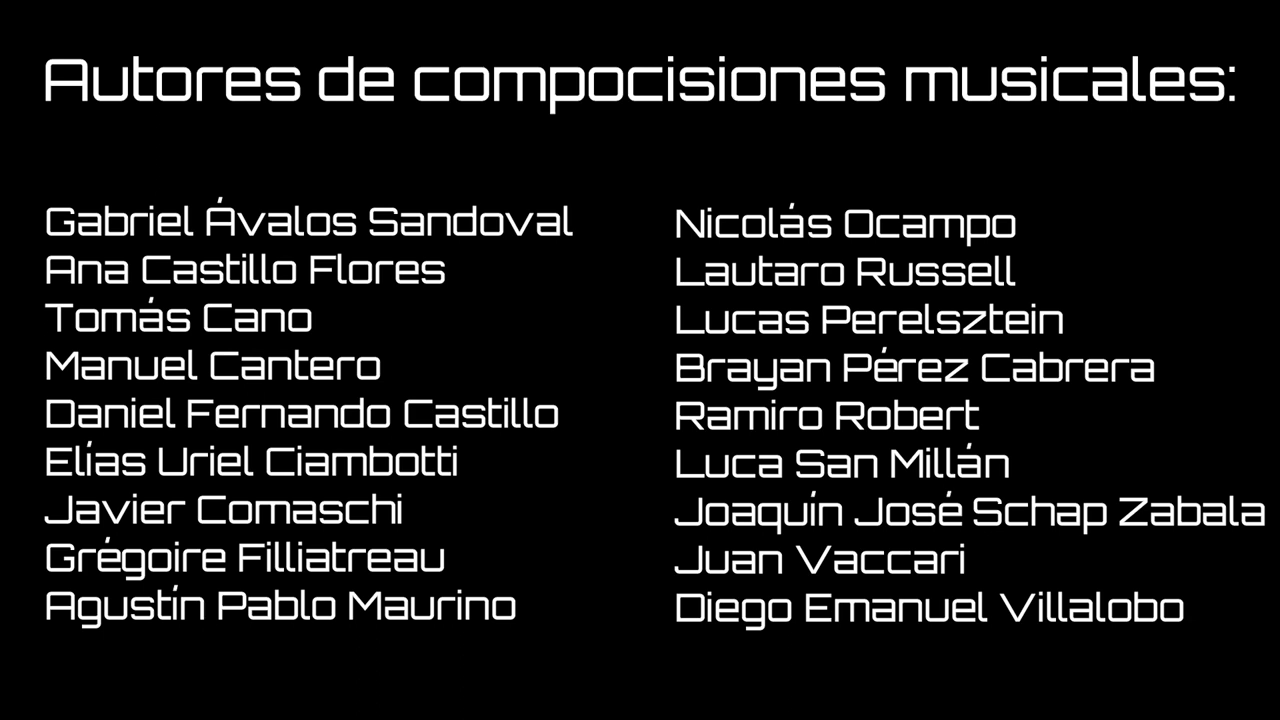 Autores de compocisiones musicales:
Gabriel Ávalos Sandoval
Ana Castillo Flores
Tomás Cano
Manuel Cantero
Daniel Fernando Castillo
Elías Uriel Ciambotti
Javier Comaschi
Grégoire Filliatreau
Agustín Pablo Maurino
Nicolás Ocampo
Lautaro Russell
Lucas Perelsztein
Brayan Pérez Cabrera
Ramiro Robert
Luca San Millán
Joaquín José Schap Zabala
Juan Vaccari
Diego Emanuel Villalobo